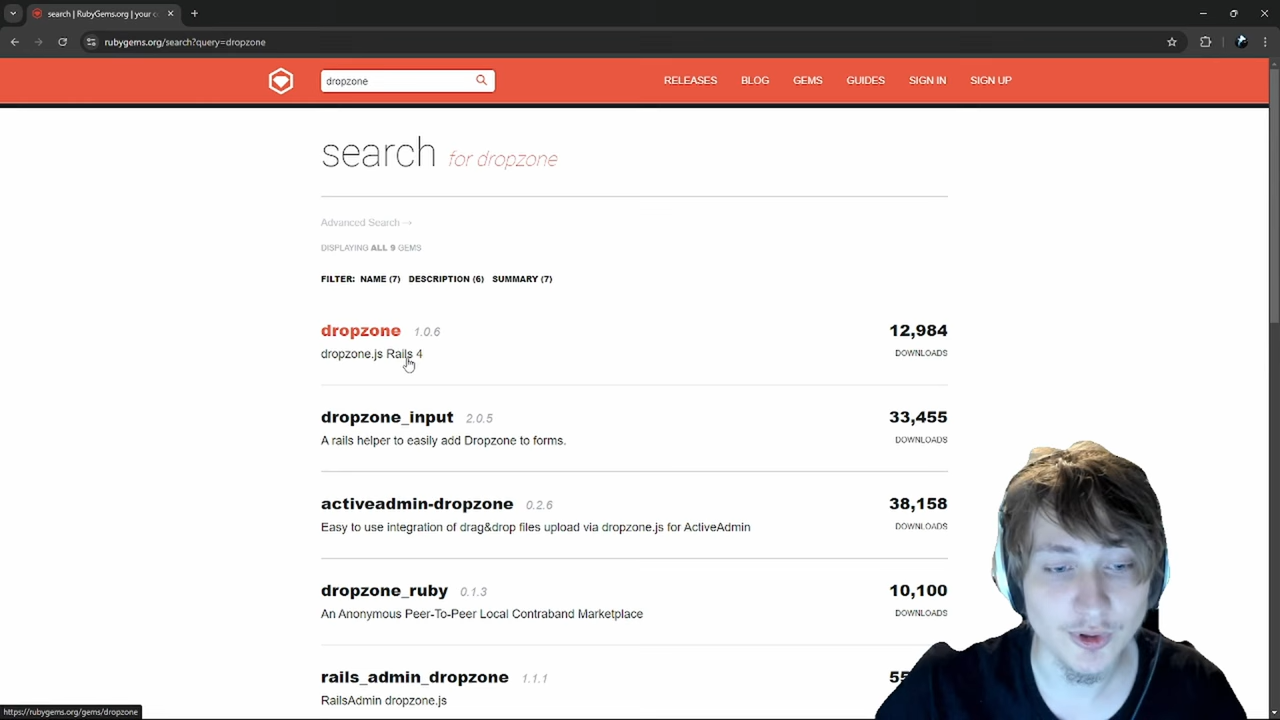 search | RubyGems.org | your c
rubygems.org/search?query=dropzone
dropzone
RELEASES BLOG GEMS GUIDES SIGN IN SIGN UP
search for dropzone
Advanced Search →
DISPLAYING ALL 9 GEMS
FILTER: NAME (7) DESCRIPTION (6) SUMMARY (7)
dropzone 1.0.6 12,984
dropzone.js Rails 4 DOWNLOADS
dropzone_input 2.0.5 33,455
A rails helper to easily add Dropzone to forms. DOWNLOADS
activeadmin-dropzone 0.2.6 38,158
Easy to use integration of drag&drop files upload via dropzone.js for ActiveAdmin DOWNLOADS
dropzone_ruby 0.1.3 10,100
An Anonymous Peer-To-Peer Local Contraband Marketplace DOWNLOADS
rails_admin_dropzone 1.1.1
RailsAdmin dropzone.js
https://rubygems.org/gems/dropzone